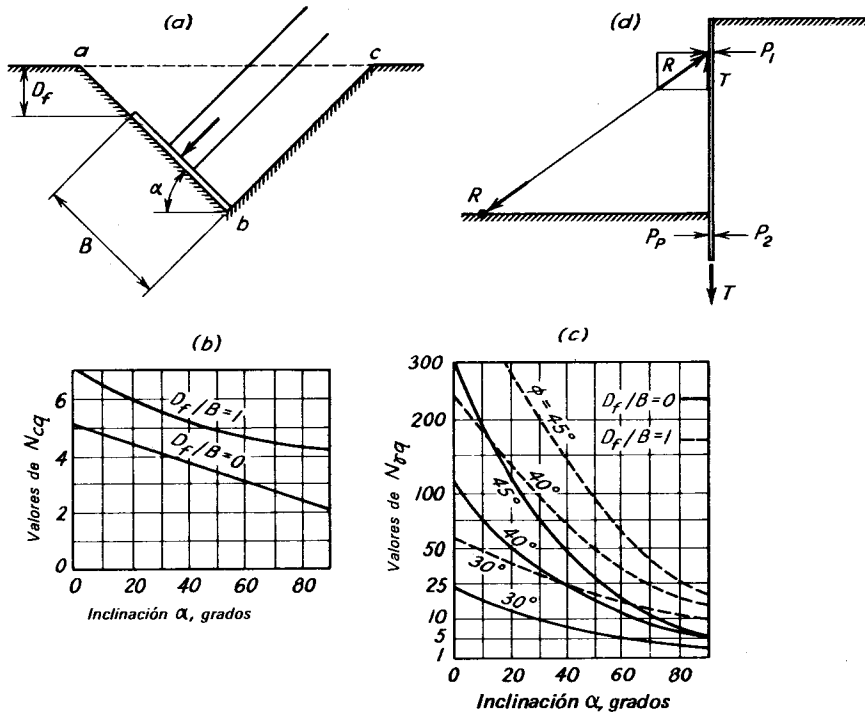 (a)
a
c
D_f
α
b
B
(d)
R
P_1
T
R
P_P
P_2
T
(b)
Valores de N_cq
6
4
2
0
D_f/B=1
D_f/B=0
0 20 40 60 80
Inclinación α, grados
(c)
Valores de N_γq
300
200
100
50
25
10
5
1
φ=45°
D_f/B=0
D_f/B=1
40°
45°
40°
30°
30°
0 20 40 60 80
Inclinación α, grados